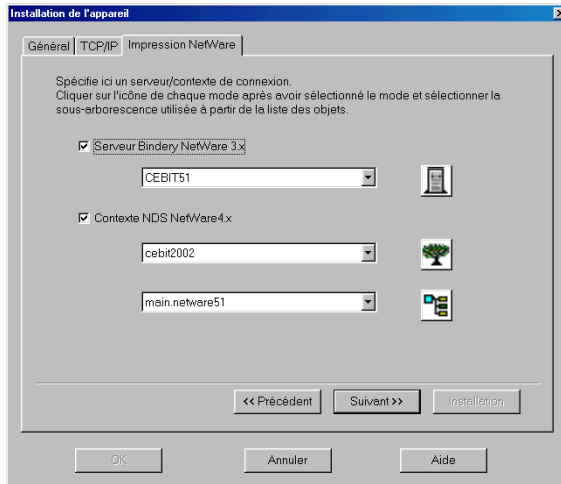 Installation de l'appareil
Général TCP/IP Impression NetWare
Spécifie ici un serveur/contexte de connexion.
Cliquer sur l'icône de chaque mode après avoir sélectionné le mode et sélectionner la
sous-arborescence utilisée à partir de la liste des objets.
Serveur Bindery NetWare 3.x
CEBIT51
Contexte NDS NetWare4.x
cebit2002
main.netware51
<< Précédent Suivant >> Installation
OK Annuler Aide